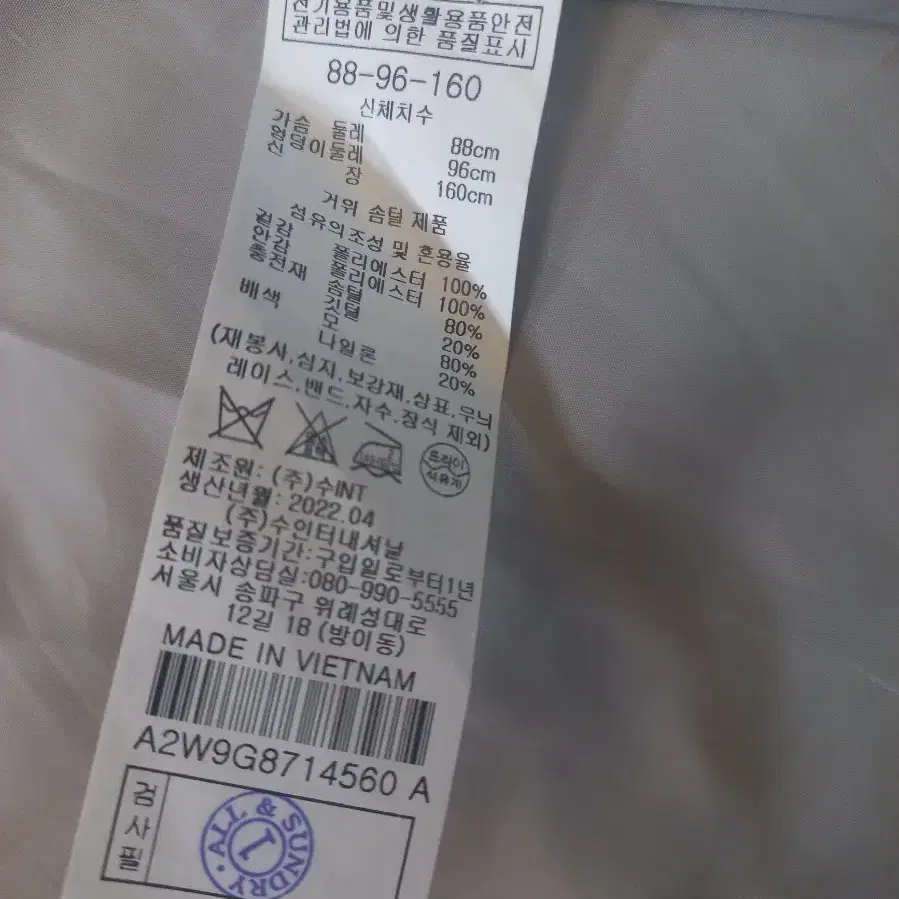 전기용품및생활용품안전
관리법에 의한 품질표시
88-96-160
신체치수
가슴 둘레 88cm
엉덩이둘레 96cm
신 장 160cm
거위 솜털 제품
섬유의조성 및 혼용율
겉감 폴리에스터 100%
안감 폴리에스터 100%
충전재 솜털 80%
깃털 20%
배색 모 80%
나일론 20%
(재봉사,심지,보강재,상표,무늬
레이스,밴드,자수,장식 제외)
드라이
석유계
제조원: (주)수INT
생산년월: 2022.04
(주)수인터내셔날
품질보증기간:구입일로부터1년
소비자상담실:080-990-5555
서울시 송파구 위례성대로
12길 18 (방이동)
MADE IN VIETNAM
A2W9G8714560 A
검사필
ALL & SUNDRY
1